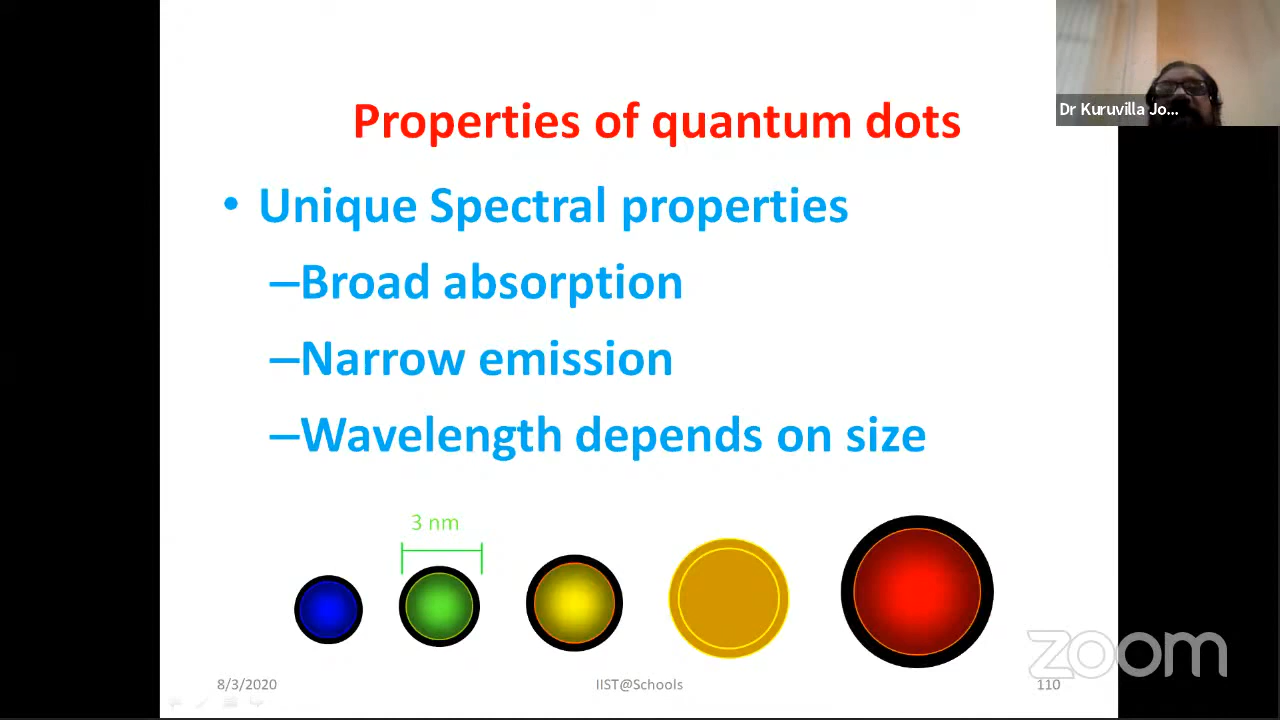 Properties of quantum dots
Dr Kuruvilla Jo...
• Unique Spectral properties
–Broad absorption
–Narrow emission
–Wavelength depends on size
3 nm
zoom
8/3/2020
IIST@Schools
110